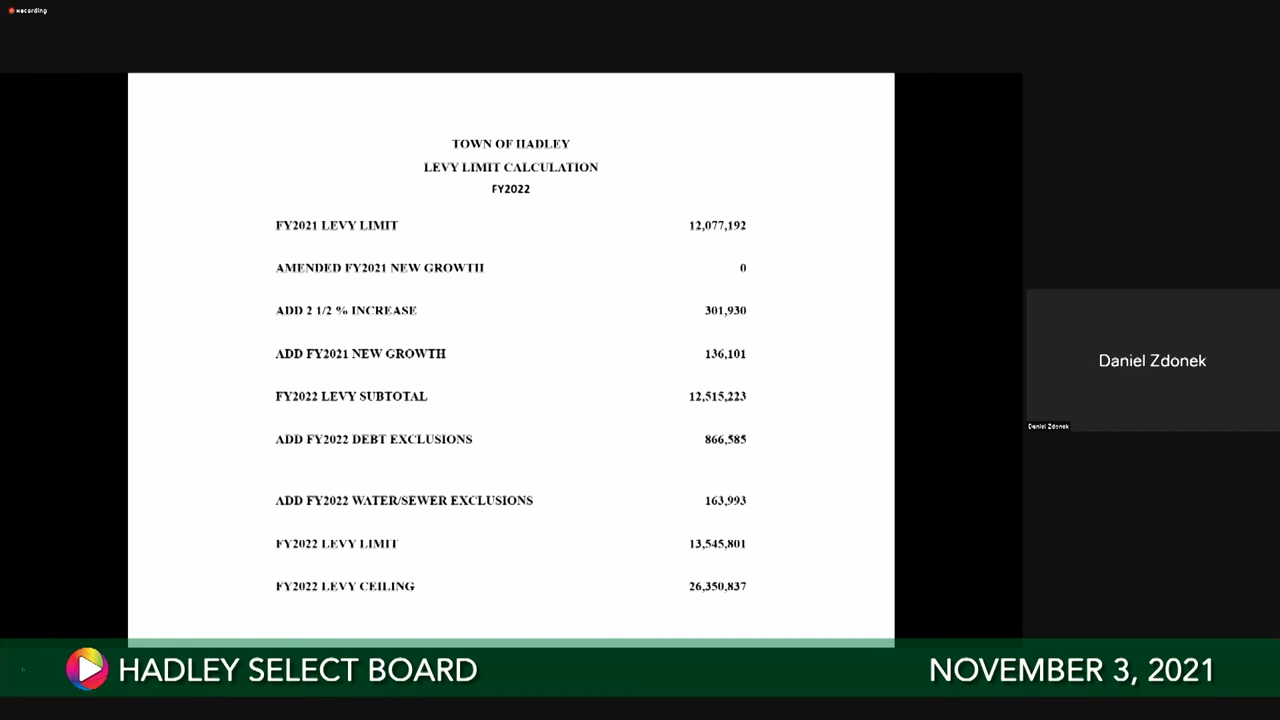 Recording
TOWN OF HADLEY
LEVY LIMIT CALCULATION
FY2022
FY2021 LEVY LIMIT 12,077,192
AMENDED FY2021 NEW GROWTH 0
ADD 2 1/2 % INCREASE 301,930
ADD FY2021 NEW GROWTH 136,101
FY2022 LEVY SUBTOTAL 12,515,223
ADD FY2022 DEBT EXCLUSIONS 866,585
ADD FY2022 WATER/SEWER EXCLUSIONS 163,993
FY2022 LEVY LIMIT 13,545,801
FY2022 LEVY CEILING 26,350,837
Daniel Zdonek
Daniel Zdonek
HADLEY SELECT BOARD NOVEMBER 3, 2021